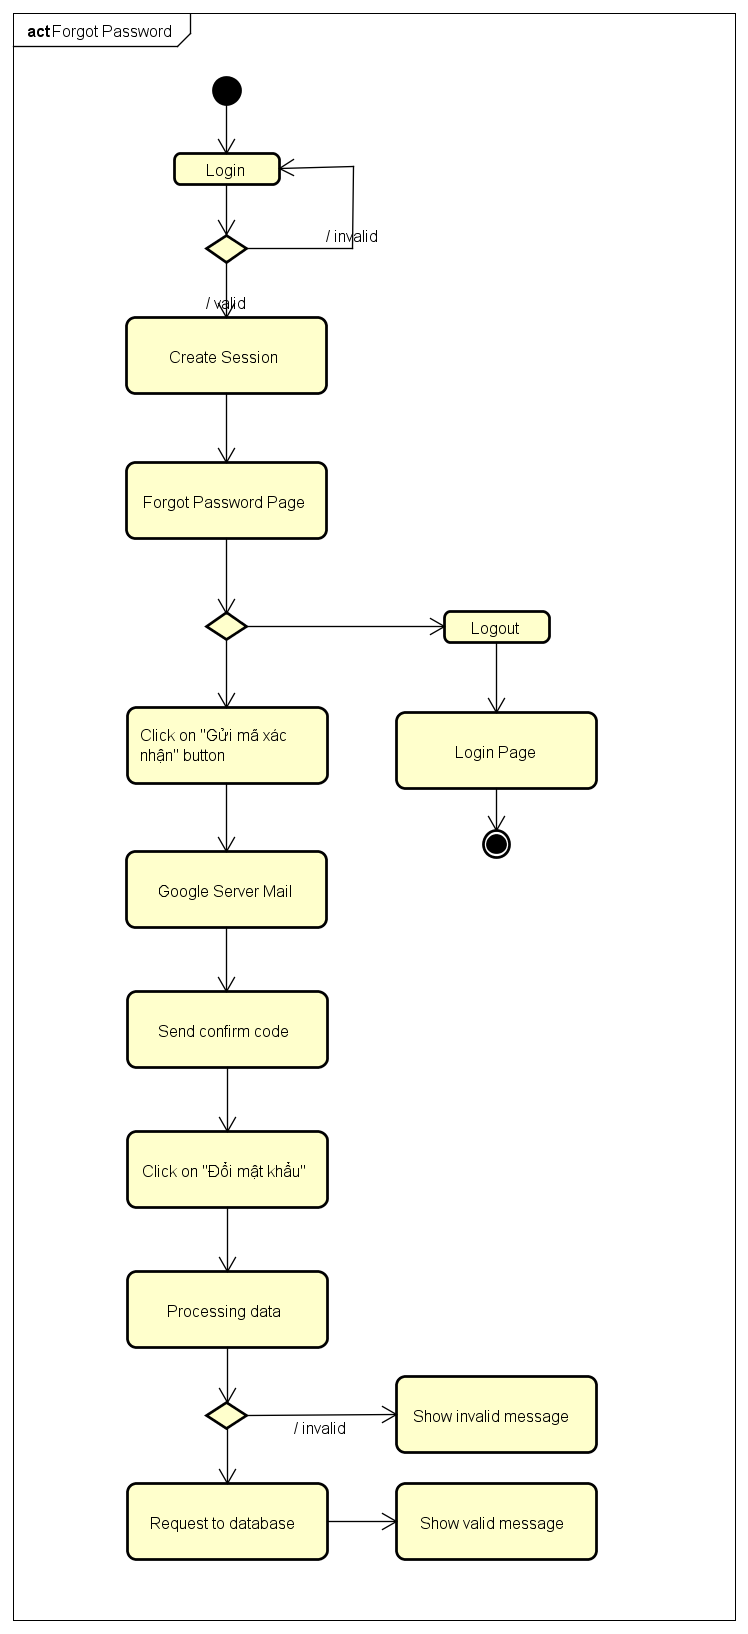 act Forgot Password
Login
/ invalid
/ valid
Create Session
Forgot Password Page
Logout
Click on "Gửi mã xác
nhận" button
Login Page
Google Server Mail
Send confirm code
Click on "Đổi mật khẩu"
Processing data
Show invalid message
/ invalid
Request to database
Show valid message